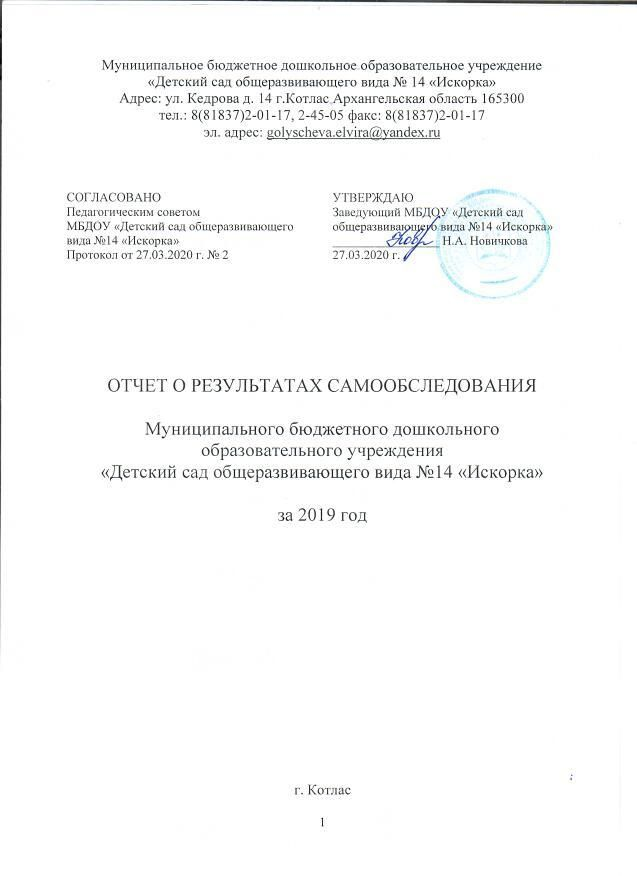 Муниципальное бюджетное дошкольное образовательное учреждение
«Детский сад общеразвивающего вида № 14 «Искорка»
Адрес: ул. Кедрова д. 14 г.Котлас Архангельская область 165300
тел.: 8(81837)2-01-17, 2-45-05 факс: 8(81837)2-01-17
эл. адрес: golyscheva.elvira@yandex.ru
СОГЛАСОВАНО
Педагогическим советом
МБДОУ «Детский сад общеразвивающего
вида №14 «Искорка»
Протокол от 27.03.2020 г. № 2
УТВЕРЖДАЮ
Заведующий МБДОУ «Детский сад
общеразвивающего вида №14 «Искорка»
Н.А. Новичкова
27.03.2020 г.
ОТЧЕТ О РЕЗУЛЬТАТАХ САМООБСЛЕДОВАНИЯ
Муниципального бюджетного дошкольного
образовательного учреждения
«Детский сад общеразвивающего вида №14 «Искорка»
за 2019 год
г. Котлас
1